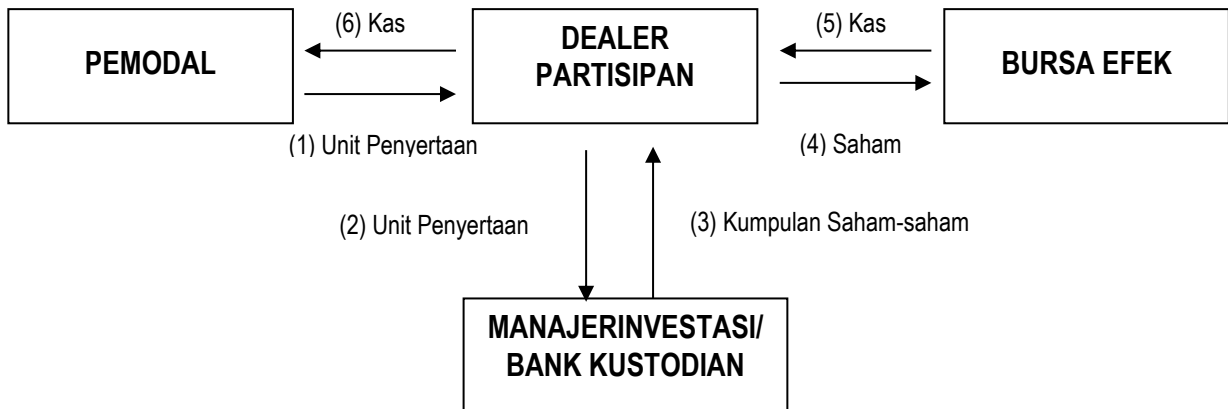 (6) Kas
(5) Kas
PEMODAL
DEALER
PARTISIPAN
BURSA EFEK
(1) Unit Penyertaan
(4) Saham
(2) Unit Penyertaan
(3) Kumpulan Saham-saham
MANAJERINVESTASI/
BANK KUSTODIAN